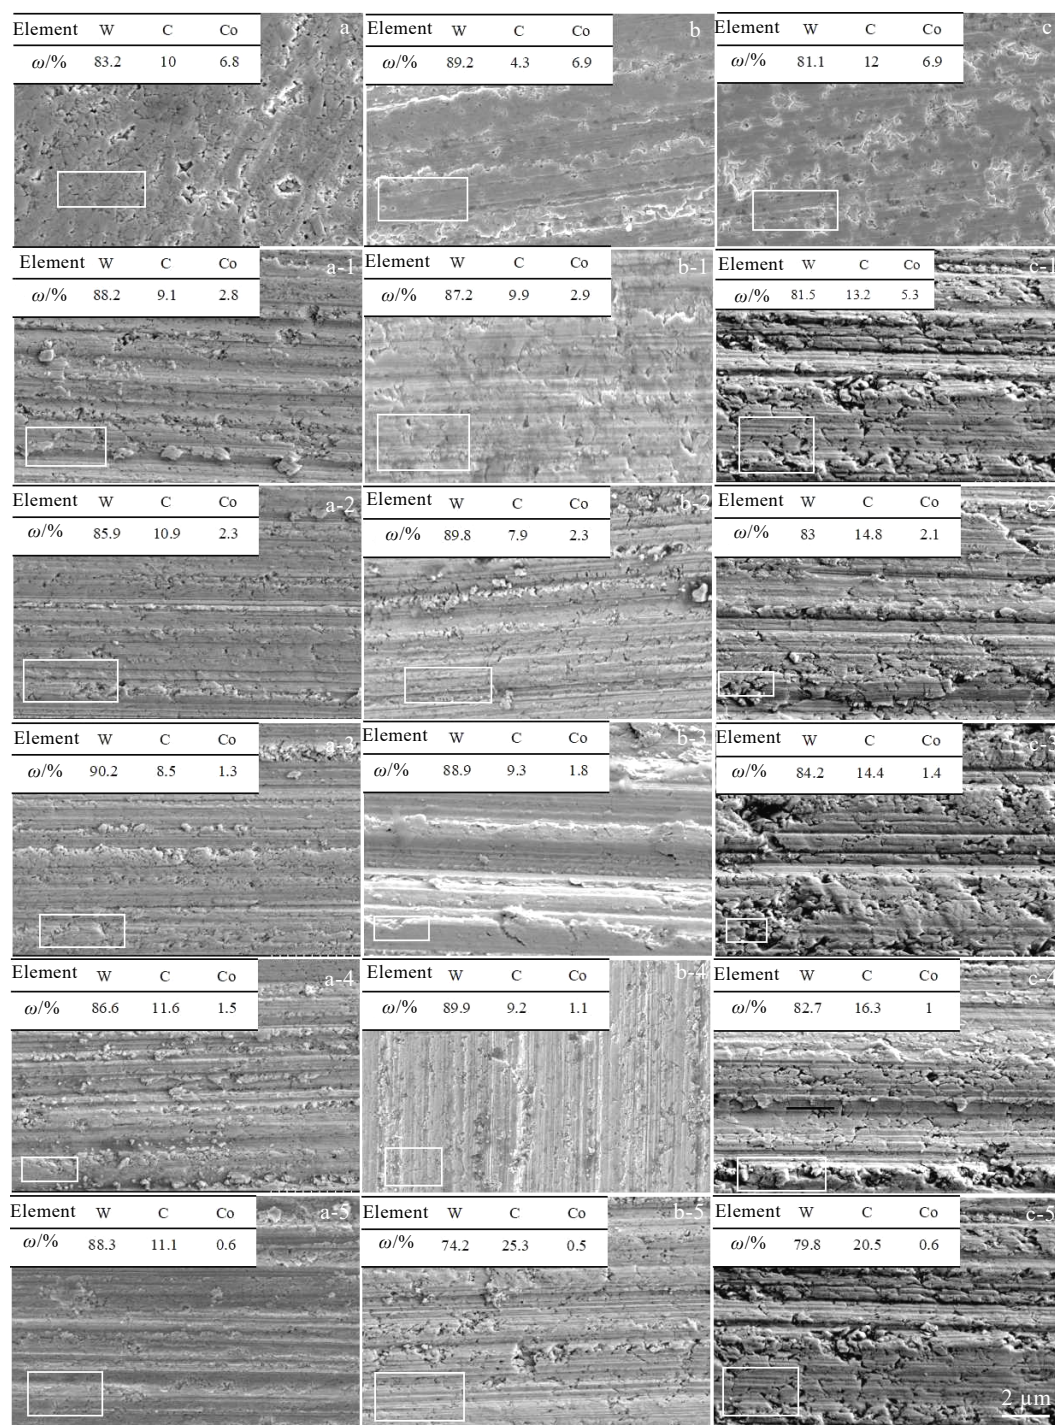 Element W C Co
ω/% 83.2 10 6.8
a
Element W C Co
ω/% 89.2 4.3 6.9
b
Element W C Co
ω/% 81.1 12 6.9
c
Element W C Co
ω/% 88.2 9.1 2.8
a-1
Element W C Co
ω/% 87.2 9.9 2.9
b-1
Element W C Co
ω/% 81.5 13.2 5.3
c-1
Element W C Co
ω/% 85.9 10.9 2.3
a-2
Element W C Co
ω/% 89.8 7.9 2.3
b-2
Element W C Co
ω/% 83 14.8 2.1
c-2
Element W C Co
ω/% 90.2 8.5 1.3
a-3
Element W C Co
ω/% 88.9 9.3 1.8
b-3
Element W C Co
ω/% 84.2 14.4 1.4
c-3
Element W C Co
ω/% 86.6 11.6 1.5
a-4
Element W C Co
ω/% 89.9 9.2 1.1
b-4
Element W C Co
ω/% 82.7 16.3 1
c-4
Element W C Co
ω/% 88.3 11.1 0.6
a-5
Element W C Co
ω/% 74.2 25.3 0.5
b-5
Element W C Co
ω/% 79.8 20.5 0.6
c-5
2 μm